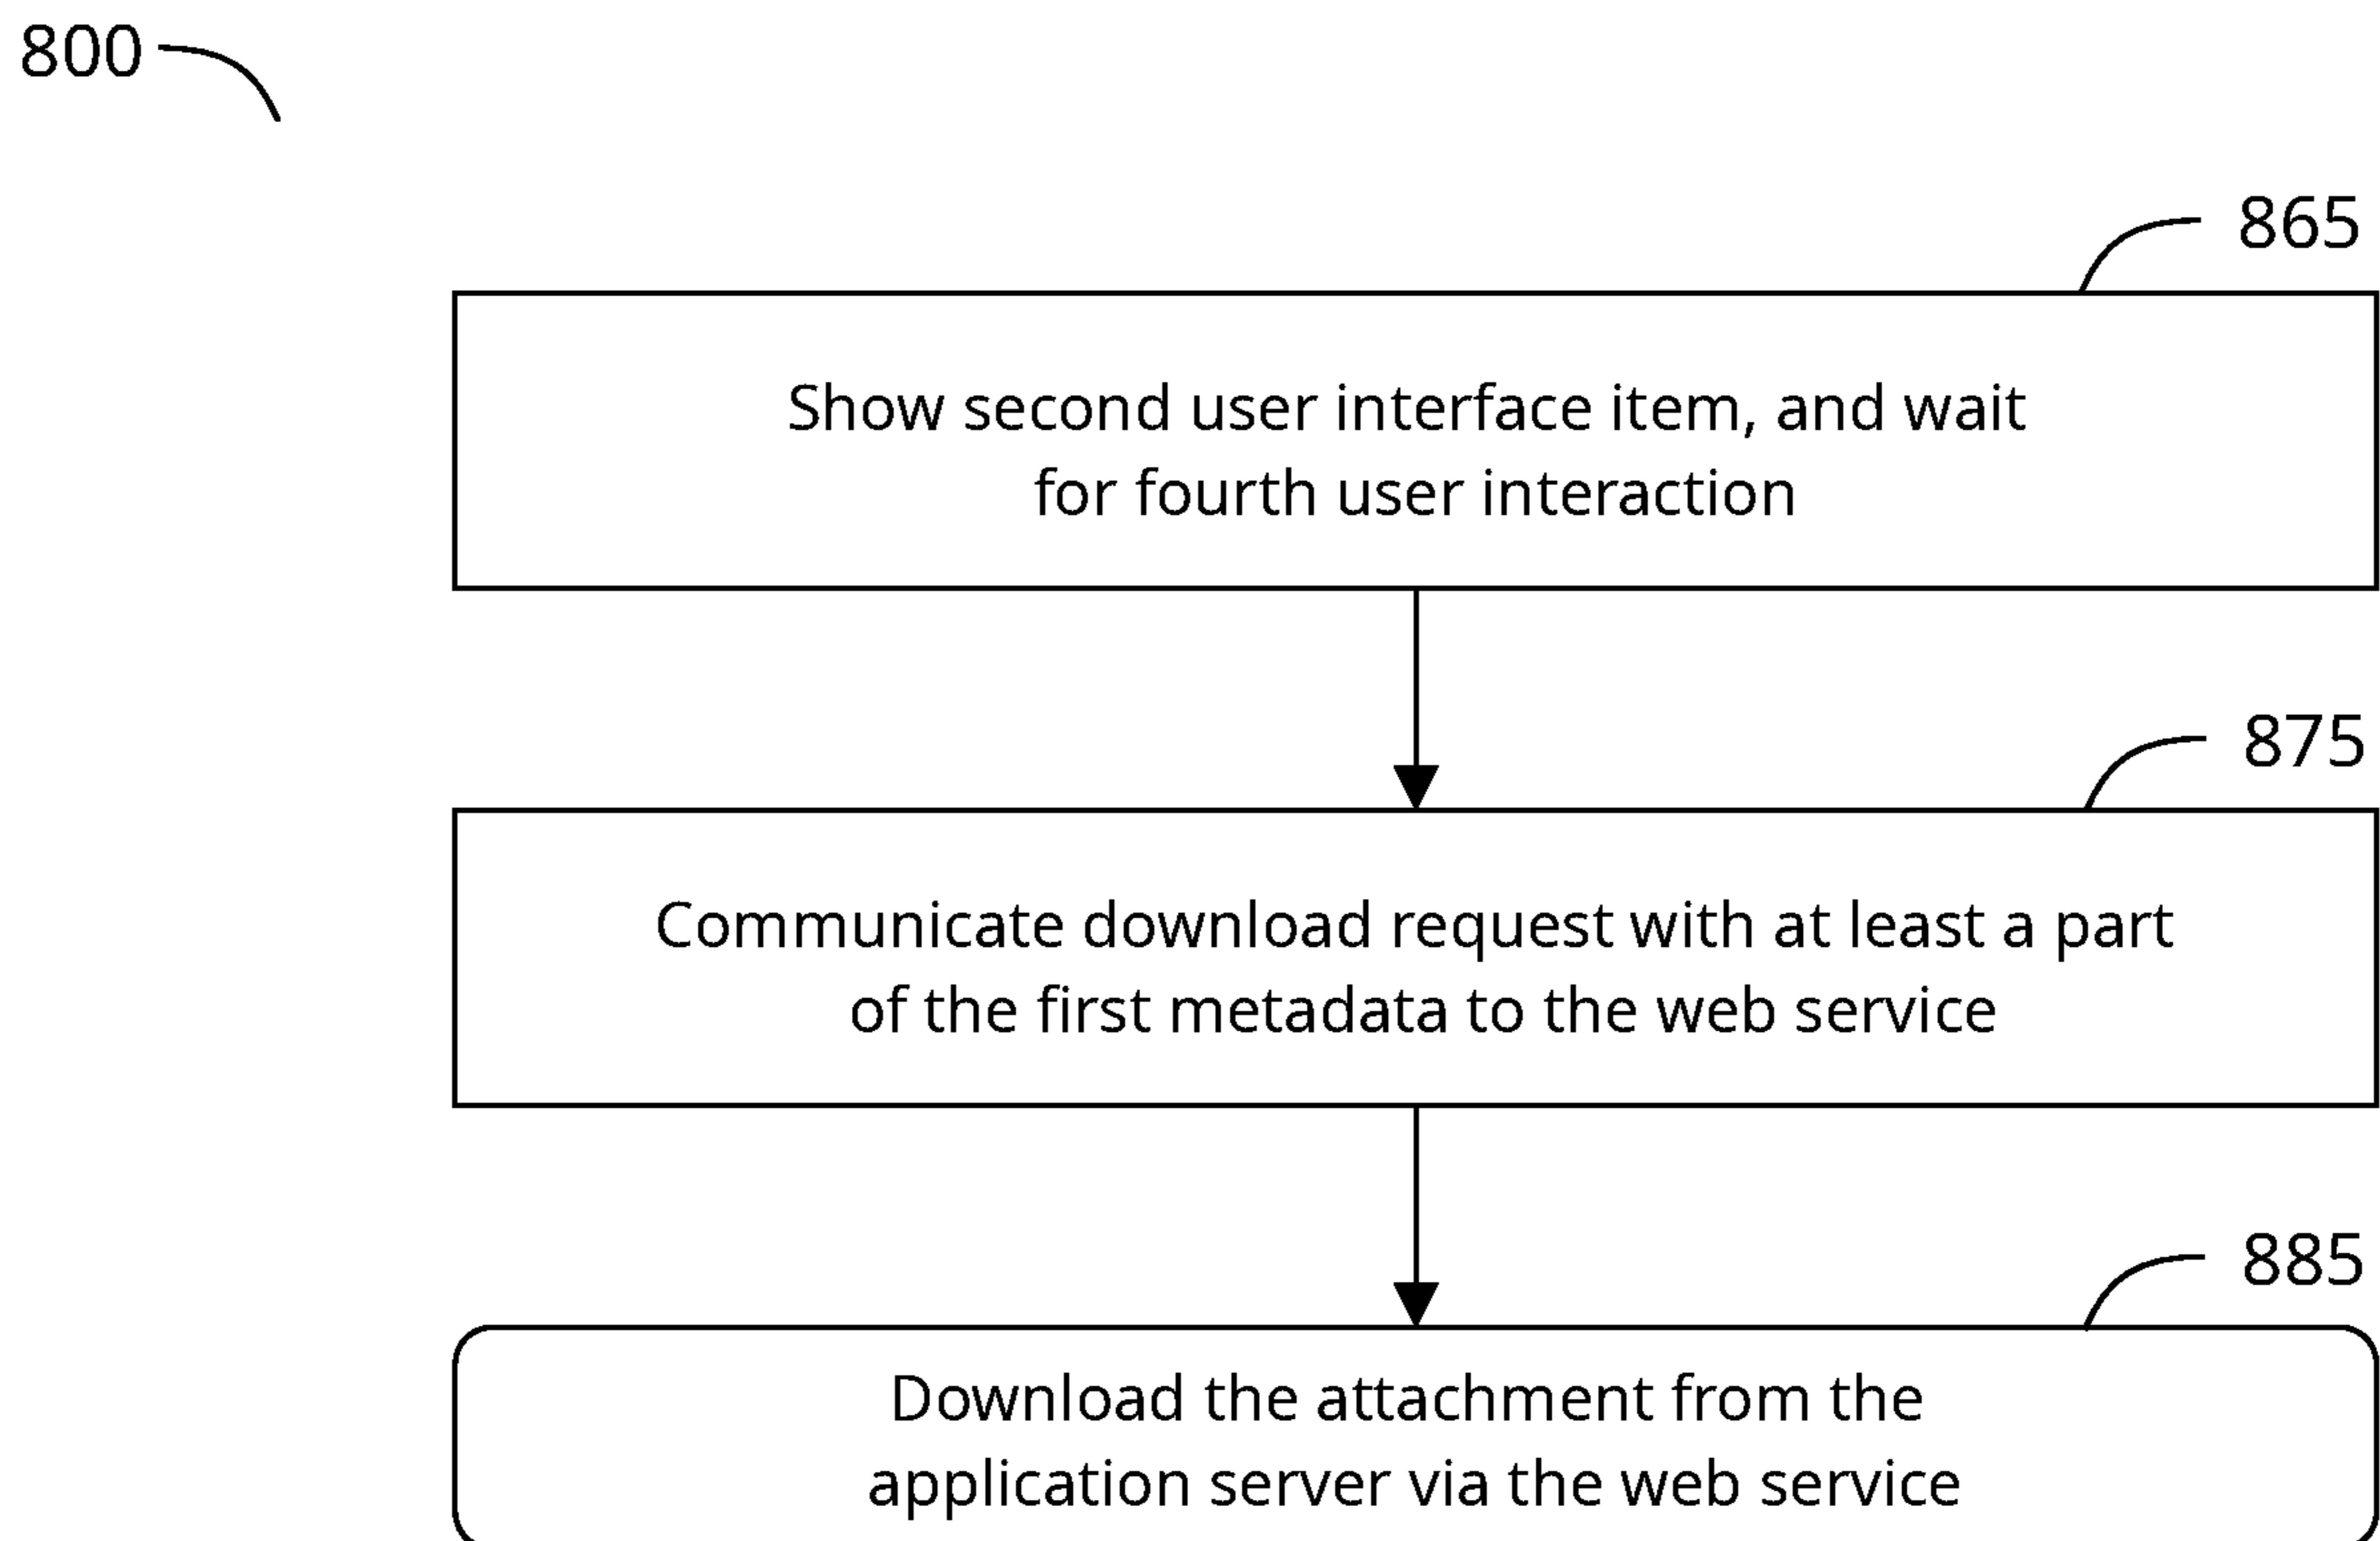 800
865
Show second user interface item, and wait
for fourth user interaction
875
Communicate download request with at least a part
of the first metadata to the web service
885
Download the attachment from the
application server via the web service